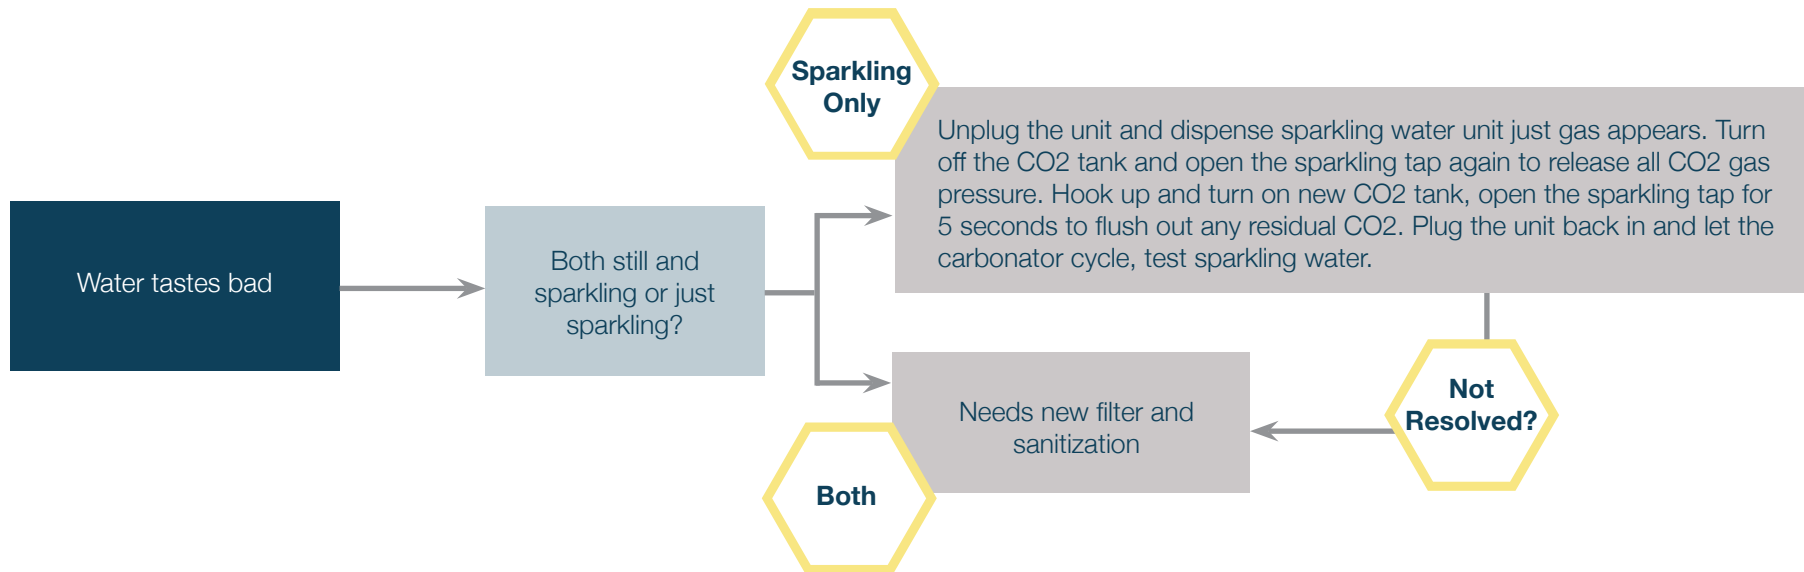 Water tastes bad
Both still and
sparkling or just
sparkling?
Sparkling
Only
Unplug the unit and dispense sparkling water unit just gas appears. Turn
off the CO2 tank and open the sparkling tap again to release all CO2 gas
pressure. Hook up and turn on new CO2 tank, open the sparkling tap for
5 seconds to flush out any residual CO2. Plug the unit back in and let the
carbonator cycle, test sparkling water.
Not
Resolved?
Needs new filter and
sanitization
Both